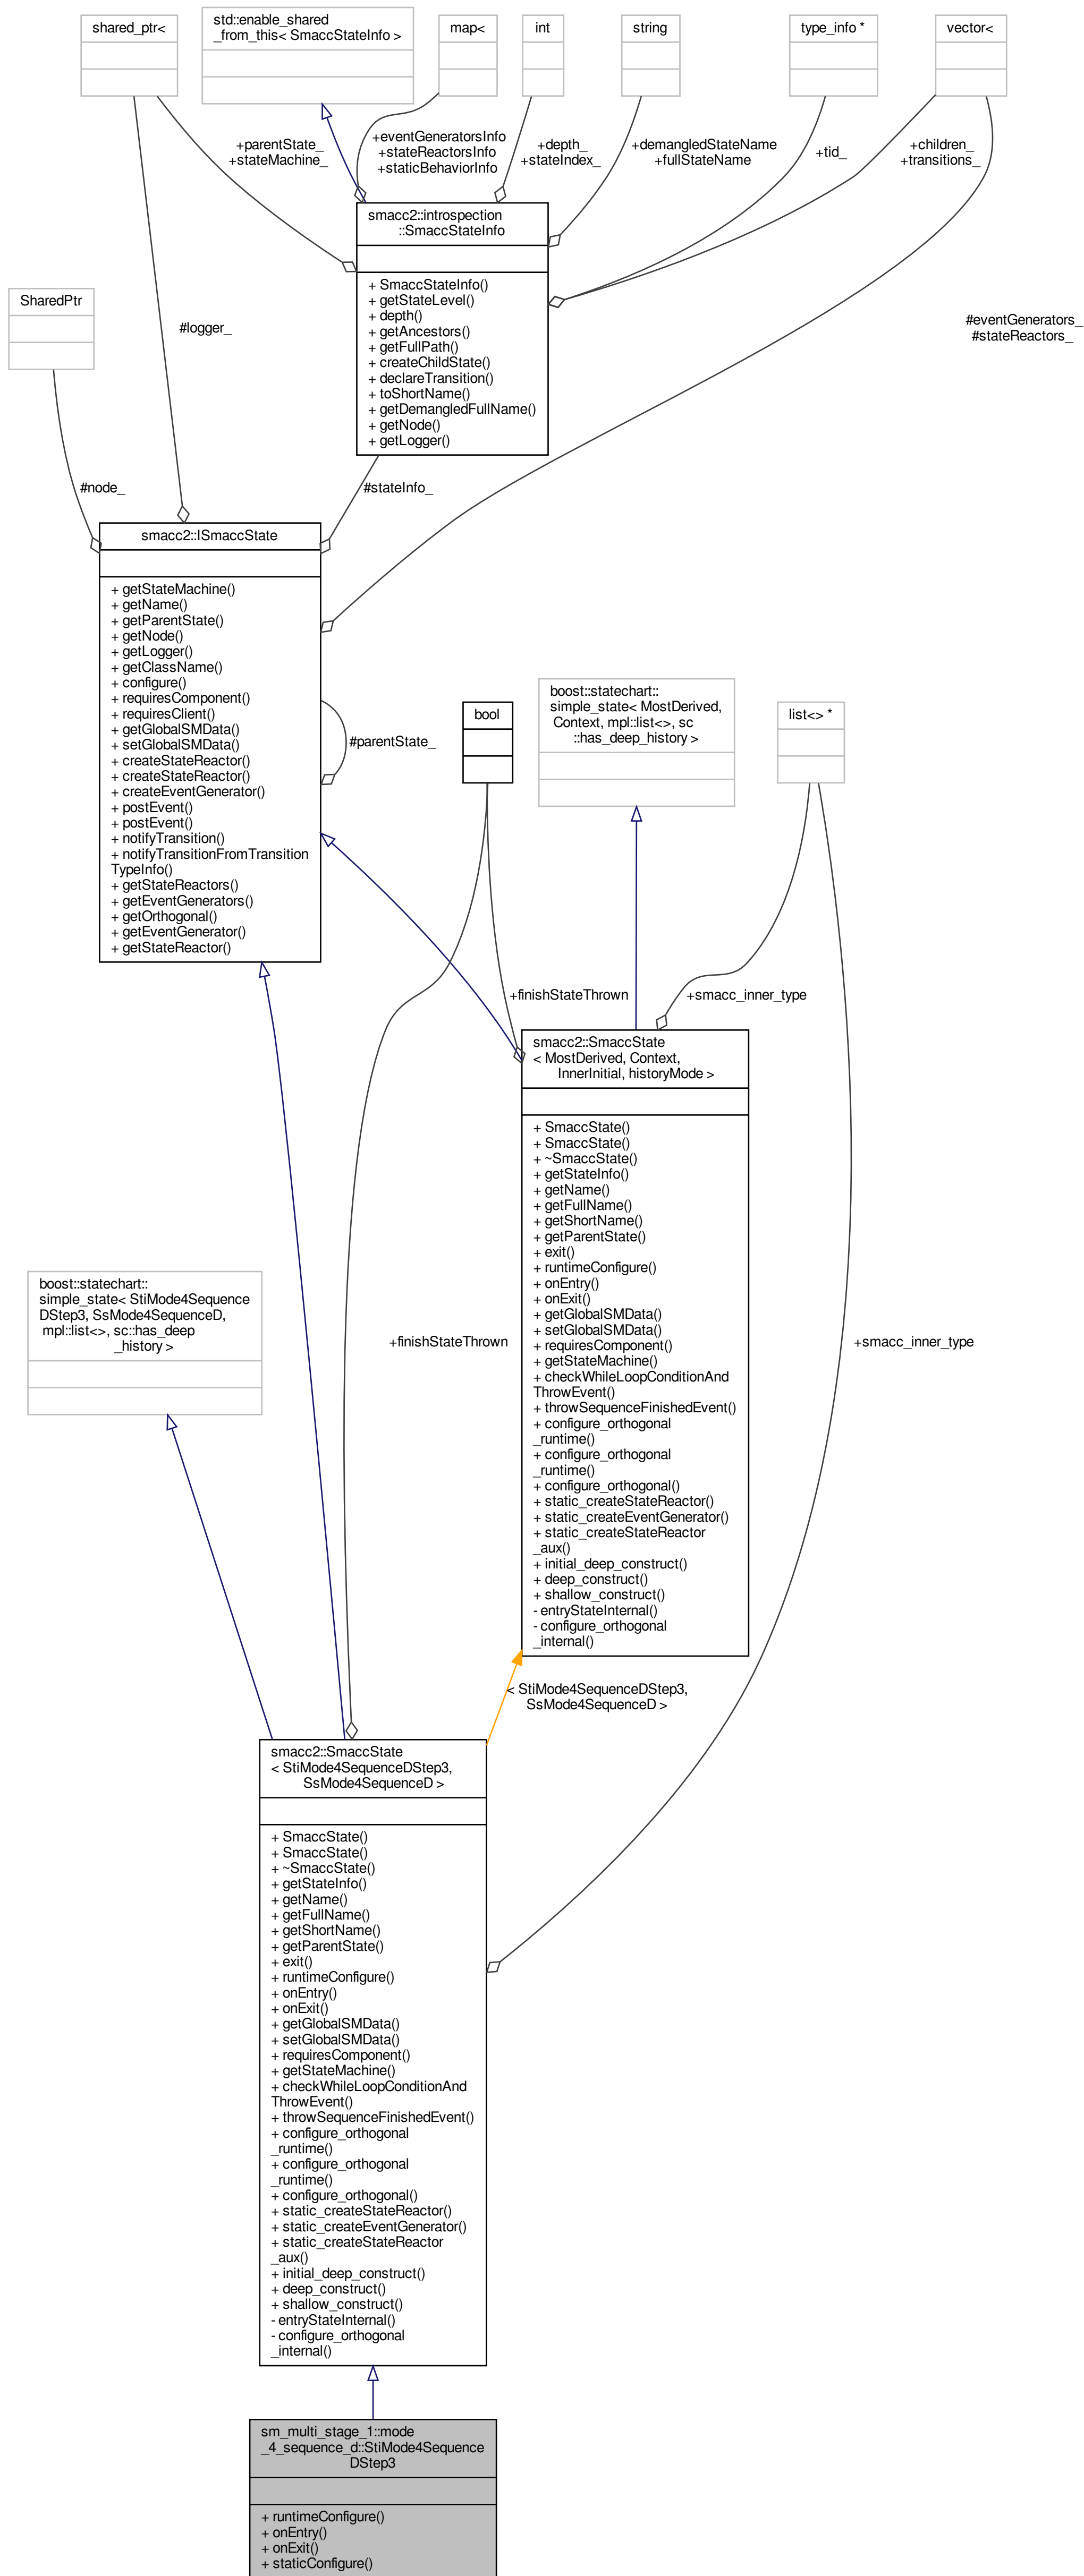 shared_ptr<
std::enable_shared
_from_this< SmaccStateInfo >
map<
int
string
type_info *
vector<
+parentState_
+stateMachine_
+eventGeneratorsInfo
+stateReactorsInfo
+staticBehaviorInfo
+depth_
+stateIndex_
+demangledStateName
+fullStateName
+tid_
+children_
+transitions_
smacc2::introspection
::SmaccStateInfo
+ SmaccStateInfo()
+ getStateLevel()
+ depth()
+ getAncestors()
+ getFullPath()
+ createChildState()
+ declareTransition()
+ toShortName()
+ getDemangledFullName()
+ getNode()
+ getLogger()
SharedPtr
#logger_
#eventGenerators_
#stateReactors_
#node_
#stateInfo_
smacc2::ISmaccState
+ getStateMachine()
+ getName()
+ getParentState()
+ getNode()
+ getLogger()
+ getClassName()
+ configure()
+ requiresComponent()
+ requiresClient()
+ getGlobalSMData()
+ setGlobalSMData()
+ createStateReactor()
+ createStateReactor()
+ createEventGenerator()
+ postEvent()
+ postEvent()
+ notifyTransition()
+ notifyTransitionFromTransition
TypeInfo()
+ getStateReactors()
+ getEventGenerators()
+ getOrthogonal()
+ getEventGenerator()
+ getStateReactor()
#parentState_
bool
boost::statechart::
simple_state< MostDerived,
Context, mpl::list<>, sc
::has_deep_history >
list<> *
+finishStateThrown
+smacc_inner_type
smacc2::SmaccState
< MostDerived, Context,
InnerInitial, historyMode >
+ SmaccState()
+ SmaccState()
+ ~SmaccState()
+ getStateInfo()
+ getName()
+ getFullName()
+ getShortName()
+ getParentState()
+ exit()
+ runtimeConfigure()
+ onEntry()
+ onExit()
+ getGlobalSMData()
+ setGlobalSMData()
+ requiresComponent()
+ getStateMachine()
+ checkWhileLoopConditionAnd
ThrowEvent()
+ throwSequenceFinishedEvent()
+ configure_orthogonal
_runtime()
+ configure_orthogonal
_runtime()
+ configure_orthogonal()
+ static_createStateReactor()
+ static_createEventGenerator()
+ static_createStateReactor
_aux()
+ initial_deep_construct()
+ deep_construct()
+ shallow_construct()
- entryStateInternal()
- configure_orthogonal
_internal()
boost::statechart::
simple_state< StiMode4Sequence
DStep3, SsMode4SequenceD,
mpl::list<>, sc::has_deep
_history >
+finishStateThrown
+smacc_inner_type
< StiMode4SequenceDStep3,
SsMode4SequenceD >
smacc2::SmaccState
< StiMode4SequenceDStep3,
SsMode4SequenceD >
+ SmaccState()
+ SmaccState()
+ ~SmaccState()
+ getStateInfo()
+ getName()
+ getFullName()
+ getShortName()
+ getParentState()
+ exit()
+ runtimeConfigure()
+ onEntry()
+ onExit()
+ getGlobalSMData()
+ setGlobalSMData()
+ requiresComponent()
+ getStateMachine()
+ checkWhileLoopConditionAnd
ThrowEvent()
+ throwSequenceFinishedEvent()
+ configure_orthogonal
_runtime()
+ configure_orthogonal
_runtime()
+ configure_orthogonal()
+ static_createStateReactor()
+ static_createEventGenerator()
+ static_createStateReactor
_aux()
+ initial_deep_construct()
+ deep_construct()
+ shallow_construct()
- entryStateInternal()
- configure_orthogonal
_internal()
sm_multi_stage_1::mode
_4_sequence_d::StiMode4Sequence
DStep3
+ runtimeConfigure()
+ onEntry()
+ onExit()
+ staticConfigure()